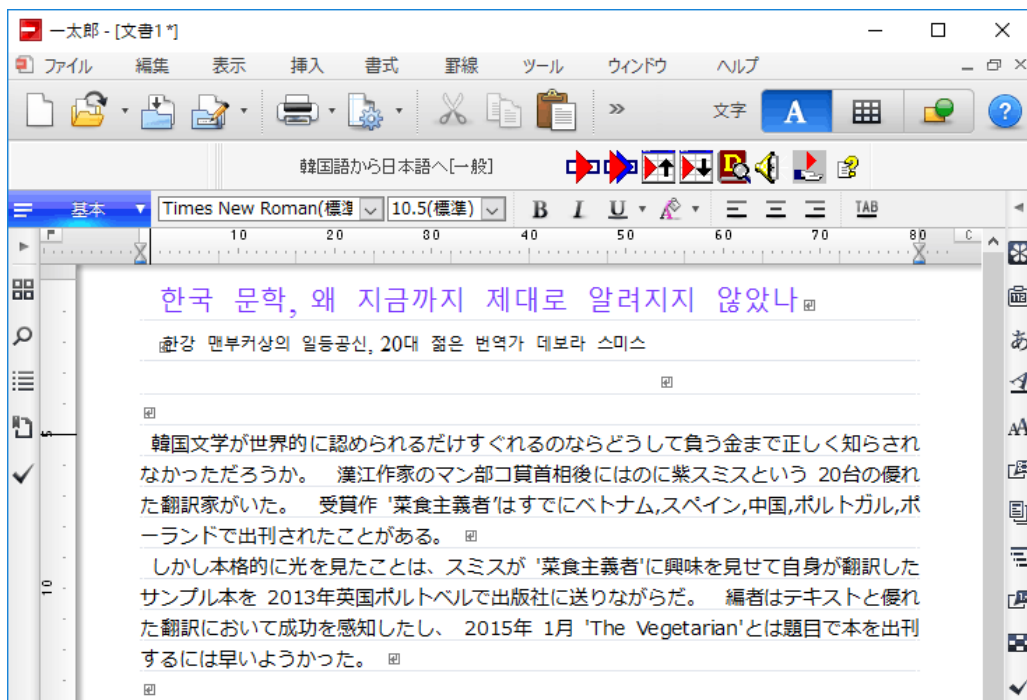 一太郎 - [文書1 *]
ファイル 編集 表示 挿入 書式 罫線 ツール ウィンドウ ヘルプ
文字 A ?
韓国語から日本語へ[一般]
基本 Times New Roman(標準 10.5(標準) B I U TAB
10 20 30 40 50 60 70 80 C
한국 문학, 왜 지금까지 제대로 알려지지 않았나
한강 맨부커상의 일등공신, 20대 젊은 번역가 데보라 스미스
韓国文学が世界的に認められるだけすぐれるのならどうして負う金まで正しく知らされ
なかっただろうか。 漢江作家のマン部コ賞首相後にはのに紫スミスという 20台の優れ
た翻訳家がいた。 受賞作 '菜食主義者'はすでにベトナム,スペイン,中国,ポルトガル,ポ
ーランドで出刊されたことがある。
しかし本格的に光を見たことは、スミスが '菜食主義者'に興味を見せて自身が翻訳した
サンプル本を 2013年英国ポルトベルで出版社に送りながらだ。 編者はテキストと優れ
た翻訳において成功を感知したし、 2015年 1月 'The Vegetarian'とは題目で本を出刊
するには早いようかった。
5
10